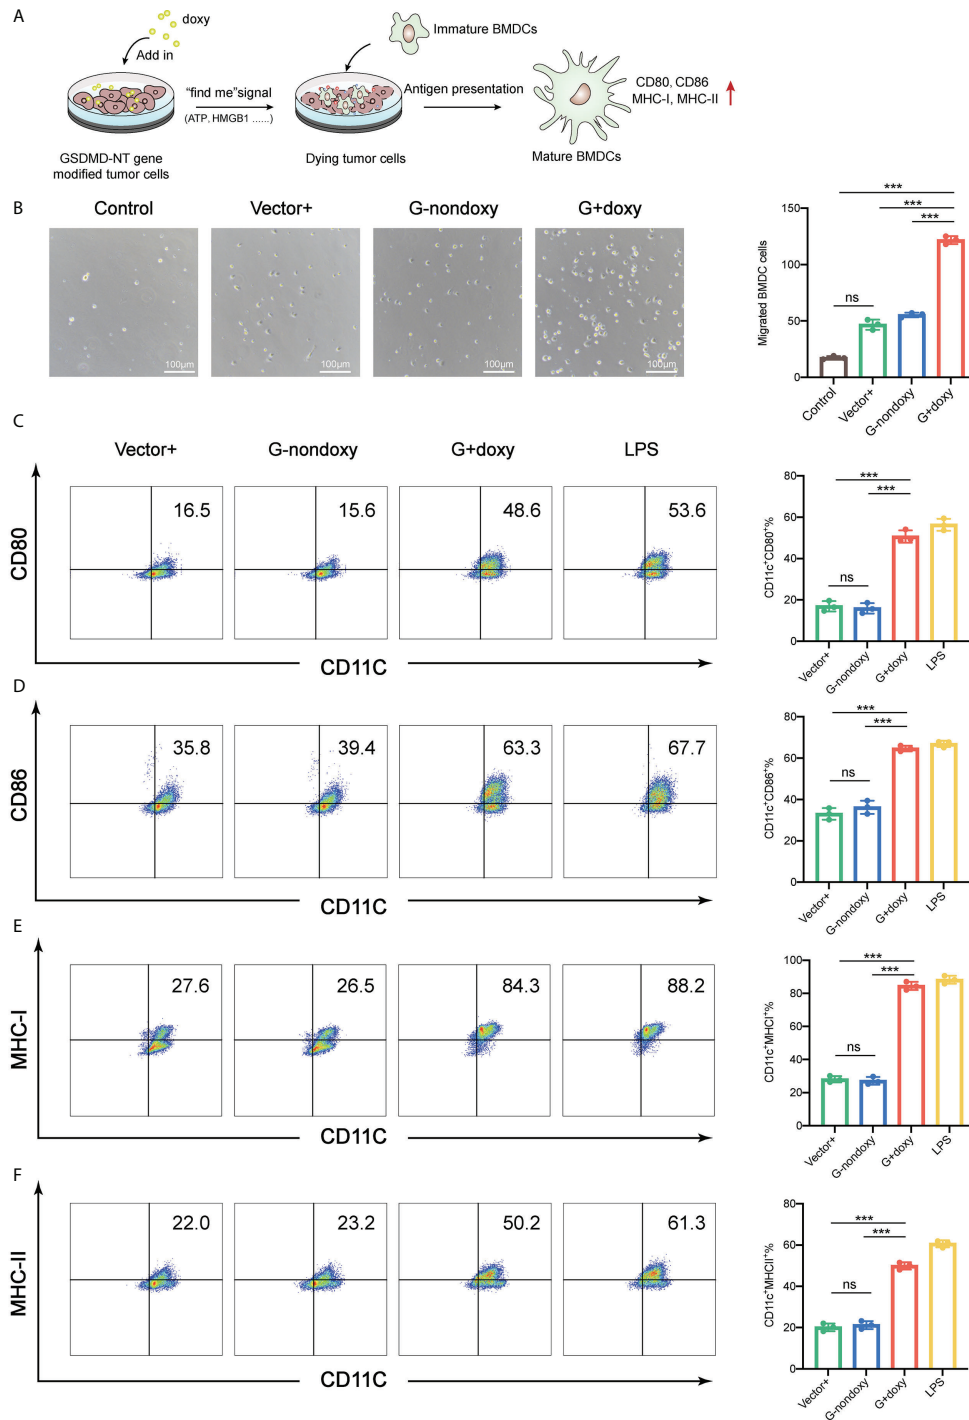 A
doxy
Add in
Immature BMDCs
"find me"signal
(ATP, HMGB1 ......)
Antigen presentation
CD80, CD86
MHC-I, MHC-II
GSDMD-NT gene
modified tumor cells
Dying tumor cells
Mature BMDCs
B
Control
Vector+
G-nondoxy
G+doxy
100μm
100μm
100μm
100μm
Migrated BMDC cells
150
100
50
0
***
***
***
ns
Control
Vector+
G-nondoxy
G+doxy
C
Vector+
G-nondoxy
G+doxy
LPS
CD80
16.5
15.6
48.6
53.6
CD11C
CD11c⁺CD80⁺%
80
60
40
20
0
***
***
ns
Vector+
G-nondoxy
G+doxy
LPS
D
CD86
35.8
39.4
63.3
67.7
CD11C
CD11c⁺CD86⁺%
80
60
40
20
0
***
***
ns
Vector+
G-nondoxy
G+doxy
LPS
E
MHC-I
27.6
26.5
84.3
88.2
CD11C
CD11c⁺MHCI⁺%
100
80
60
40
20
0
***
***
ns
Vector+
G-nondoxy
G+doxy
LPS
F
MHC-II
22.0
23.2
50.2
61.3
CD11C
CD11c⁺MHCII⁺%
80
60
40
20
0
***
***
ns
Vector+
G-nondoxy
G+doxy
LPS